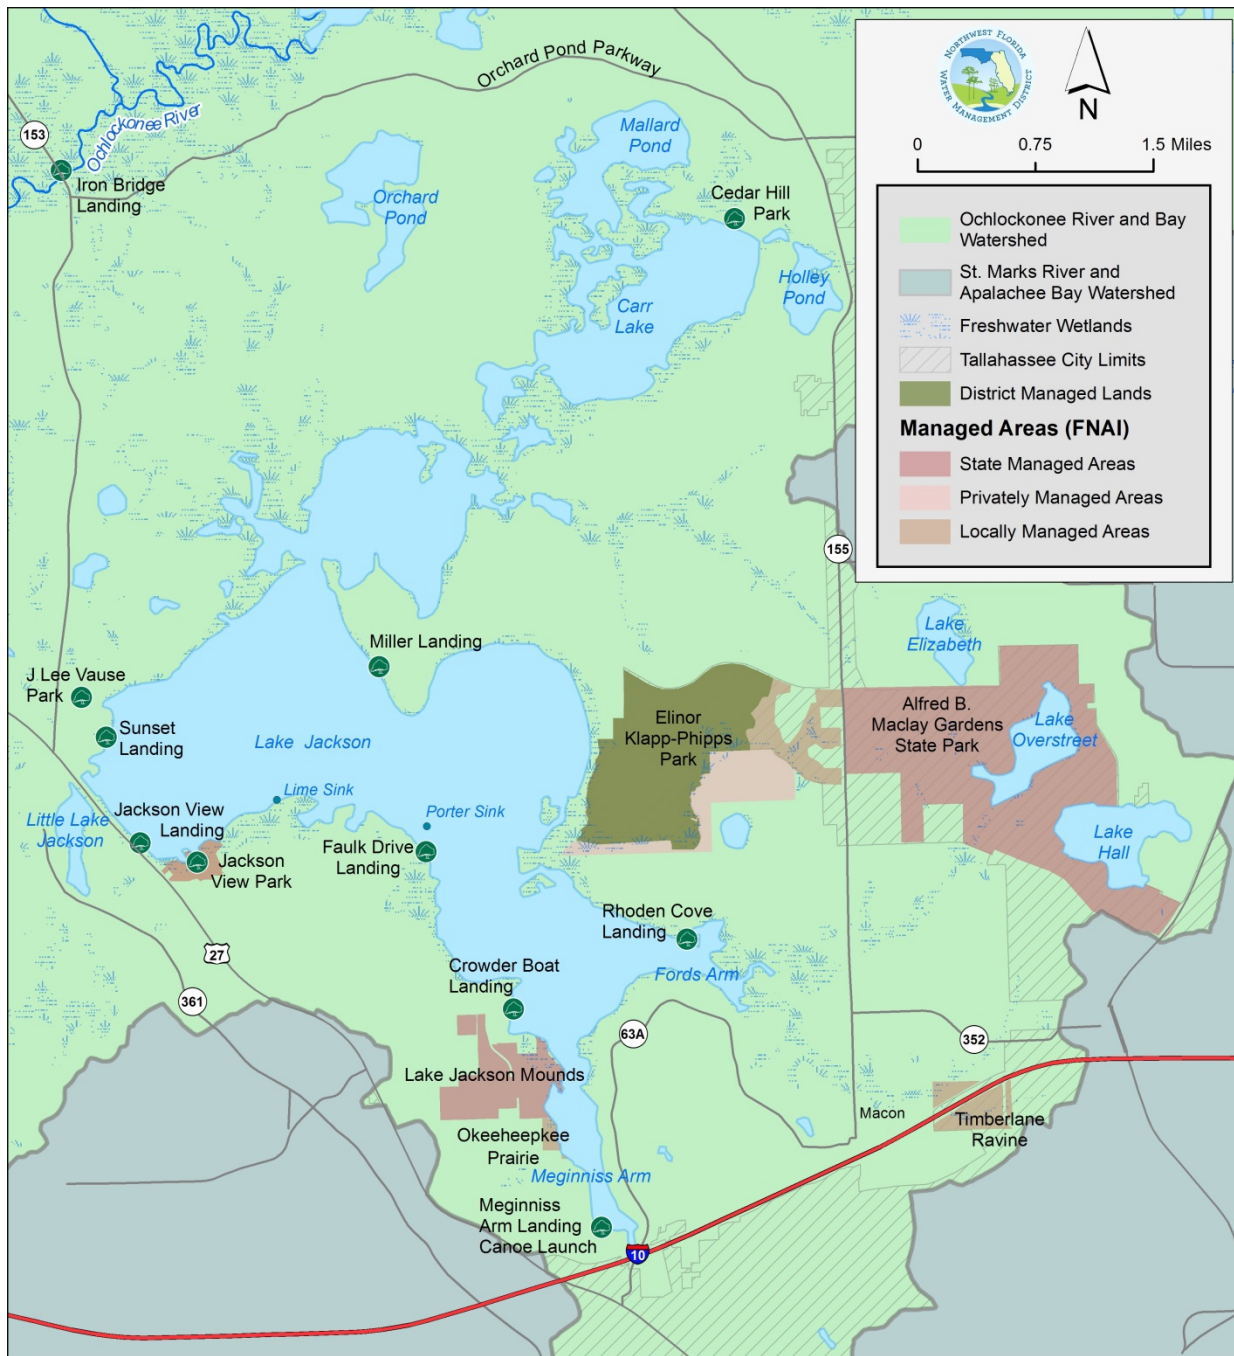 Orchard Pond Parkway
NORTHWEST FLORIDA
WATER MANAGEMENT DISTRICT
N
0 0.75 1.5 Miles
Ochlockonee River and Bay
Watershed
St. Marks River and
Apalachee Bay Watershed
Freshwater Wetlands
Tallahassee City Limits
District Managed Lands
Managed Areas (FNAI)
State Managed Areas
Privately Managed Areas
Locally Managed Areas
153
Ochlockonee River
Iron Bridge
Landing
Orchard
Pond
Mallard
Pond
Cedar Hill
Park
Holley
Pond
Carr
Lake
155
Lake
Elizabeth
Miller Landing
J Lee Vause
Park
Sunset
Landing
Lake Jackson
Elinor
Klapp-Phipps
Park
Alfred B.
Maclay Gardens
State Park
Lake
Overstreet
Lime Sink
Porter Sink
Little Lake
Jackson
Jackson View
Landing
Jackson
View Park
Faulk Drive
Landing
Lake
Hall
Rhoden Cove
Landing
Fords Arm
27
361
Crowder Boat
Landing
63A
352
Lake Jackson Mounds
Macon
Timberlane
Ravine
Okeeheepkee
Prairie
Meginniss Arm
Meginniss
Arm Landing
Canoe Launch
10